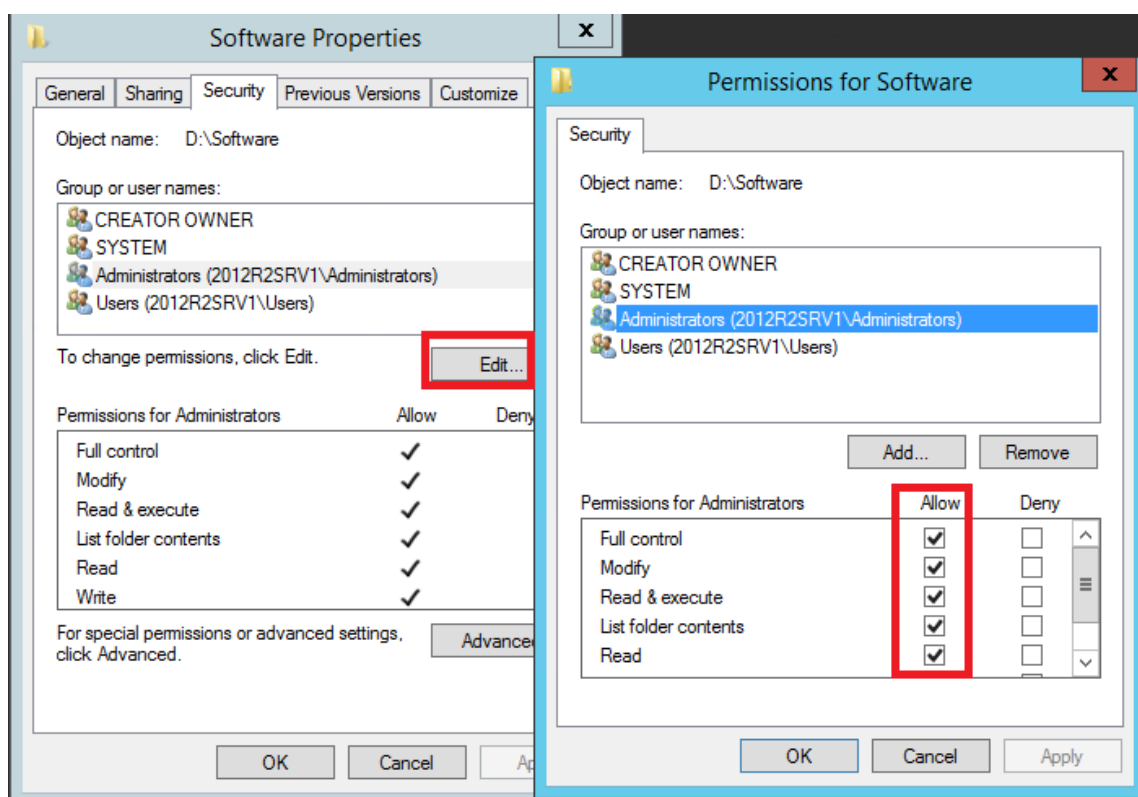 Software Properties
x
General Sharing Security Previous Versions Customize
Object name: D:\Software
Group or user names:
CREATOR OWNER
SYSTEM
Administrators (2012R2SRV1\Administrators)
Users (2012R2SRV1\Users)
To change permissions, click Edit.
Edit...
Permissions for Administrators Allow Deny
Full control
Modify
Read & execute
List folder contents
Read
Write
For special permissions or advanced settings,
click Advanced.
Advance
OK Cancel Ap
Permissions for Software
x
Security
Object name: D:\Software
Group or user names:
CREATOR OWNER
SYSTEM
Administrators (2012R2SRV1\Administrators)
Users (2012R2SRV1\Users)
Add... Remove
Permissions for Administrators Allow Deny
Full control
Modify
Read & execute
List folder contents
Read
OK Cancel Apply